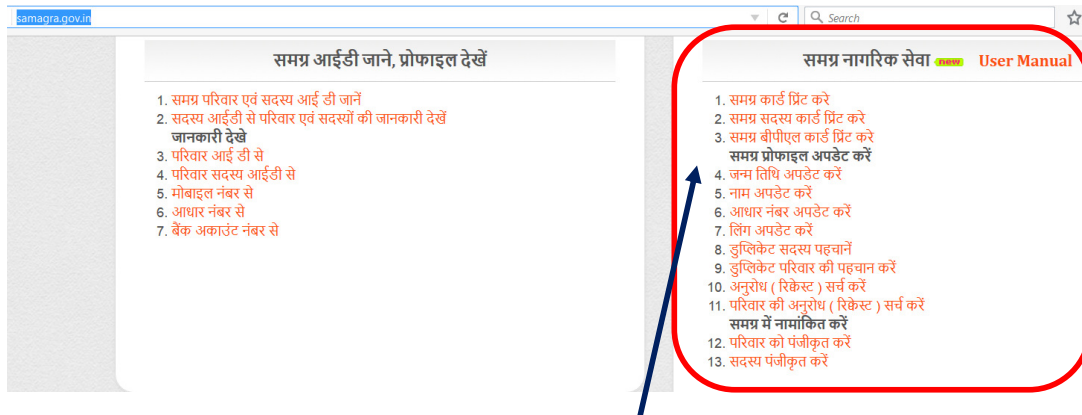 samagra.gov.in
Search
समग्र आईडी जाने, प्रोफाइल देखें
1. समग्र परिवार एवं सदस्य आई डी जानें
2. सदस्य आईडी से परिवार एवं सदस्यों की जानकारी देखें
जानकारी देखे
3. परिवार आई डी से
4. परिवार सदस्य आईडी से
5. मोबाइल नंबर से
6. आधार नंबर से
7. बैंक अकाउंट नंबर से
समग्र नागरिक सेवा new User Manual
1. समग्र कार्ड प्रिंट करे
2. समग्र सदस्य कार्ड प्रिंट करे
3. समग्र बीपीएल कार्ड प्रिंट करे
समग्र प्रोफाइल अपडेट करें
4. जन्म तिथि अपडेट करें
5. नाम अपडेट करें
6. आधार नंबर अपडेट करें
7. लिंग अपडेट करें
8. डुप्लिकेट सदस्य पहचानें
9. डुप्लिकेट परिवार की पहचान करें
10. अनुरोध ( रिक्वेस्ट ) सर्च करें
11. परिवार की अनुरोध ( रिक्वेस्ट ) सर्च करें
समग्र में नामांकित करें
12. परिवार को पंजीकृत करें
13. सदस्य पंजीकृत करें